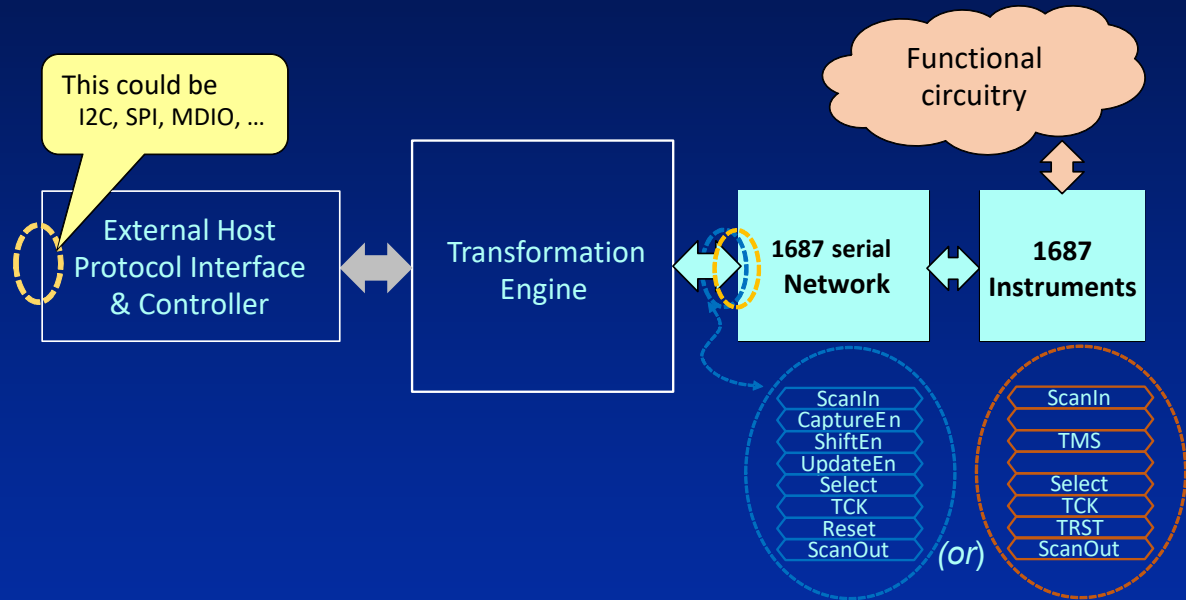 This could be
I2C, SPI, MDIO, ...
Functional
circuitry
External Host
Protocol Interface
& Controller
Transformation
Engine
1687 serial
Network
1687
Instruments
ScanIn
CaptureEn
ShiftEn
UpdateEn
Select
TCK
Reset
ScanOut
(or)
ScanIn
TMS
Select
TCK
TRST
ScanOut